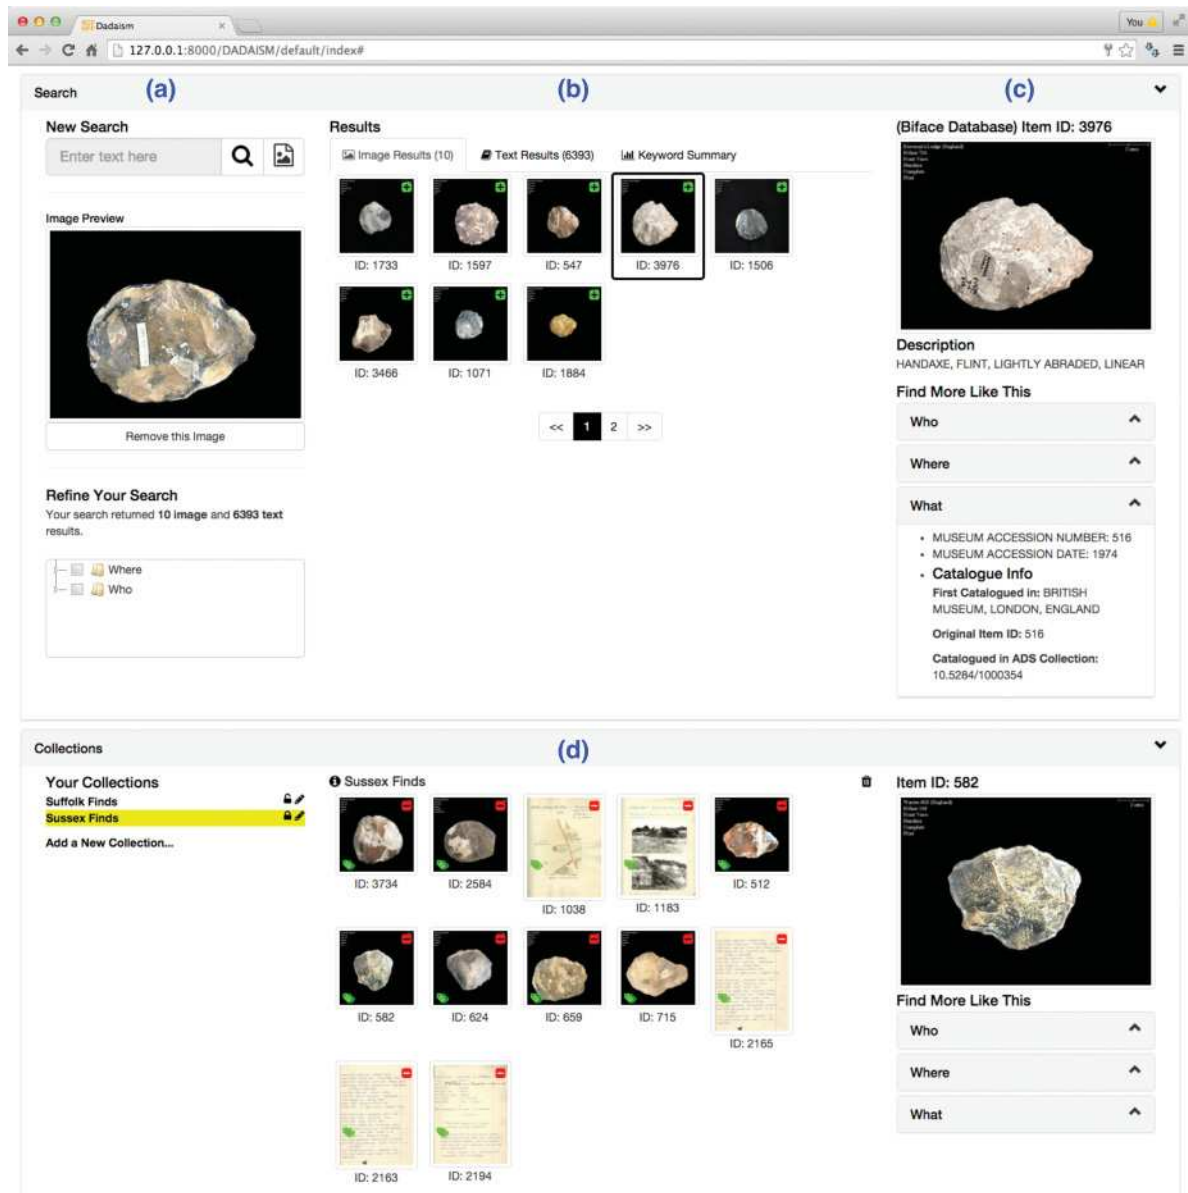 Dadaism
You
127.0.0.1:8000/DADAISM/default/index#
Search
(a)
(b)
(c)
New Search
Enter text here
Image Preview
Remove this Image
Refine Your Search
Your search returned 10 image and 6393 text
results.
Where
Who
Results
Image Results (10)
Text Results (6393)
Keyword Summary
ID: 1733
ID: 1597
ID: 547
ID: 3976
ID: 1506
ID: 3466
ID: 1071
ID: 1884
<< 1 2 >>
(Biface Database) Item ID: 3976
Description
HANDAXE, FLINT, LIGHTLY ABRADED, LINEAR
Find More Like This
Who
Where
What
• MUSEUM ACCESSION NUMBER: 516
• MUSEUM ACCESSION DATE: 1974
• Catalogue Info
First Catalogued in: BRITISH
MUSEUM, LONDON, ENGLAND
Original Item ID: 516
Catalogued in ADS Collection:
10.5284/1000354
Collections
(d)
Your Collections
Suffolk Finds
Sussex Finds
Add a New Collection...
Sussex Finds
ID: 3734
ID: 2584
ID: 1038
ID: 1183
ID: 512
ID: 582
ID: 624
ID: 659
ID: 715
ID: 2165
ID: 2163
ID: 2194
Item ID: 582
Find More Like This
Who
Where
What